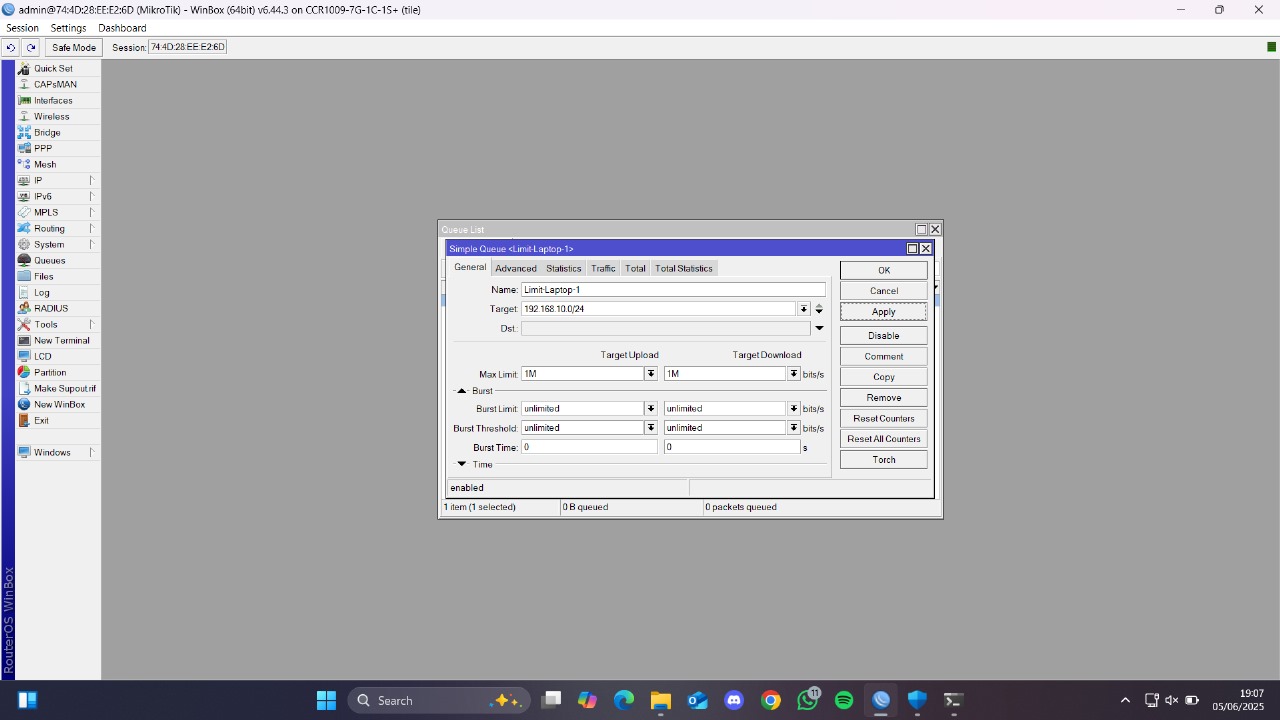 admin@74:4D:28:EE:E2:6D (MikroTik) - WinBox (64bit) v6.44.3 on CCR1009-7G-1C-1S+ (tile)
Session Settings Dashboard
Safe Mode Session: 74:4D:28:EE:E2:6D
Quick Set
CAPsMAN
Interfaces
Wireless
Bridge
PPP
Mesh
IP
IPv6
MPLS
Routing
System
Queues
Files
Log
RADIUS
Tools
New Terminal
LCD
Partition
Make Supout.rif
New WinBox
Exit
Windows
RouterOS WinBox
Queue List
Simple Queue <Limit-Laptop-1>
General Advanced Statistics Traffic Total Total Statistics
Name: Limit-Laptop-1
Target: 192.168.10.0/24
Dst.:
Target Upload Target Download
Max Limit: 1M 1M bits/s
Burst
Burst Limit: unlimited unlimited bits/s
Burst Threshold: unlimited unlimited bits/s
Burst Time: 0 0 s
Time
enabled
OK
Cancel
Apply
Disable
Comment
Copy
Remove
Reset Counters
Reset All Counters
Torch
1 item (1 selected) 0 B queued 0 packets queued
Search
11
19:07
05/06/2025